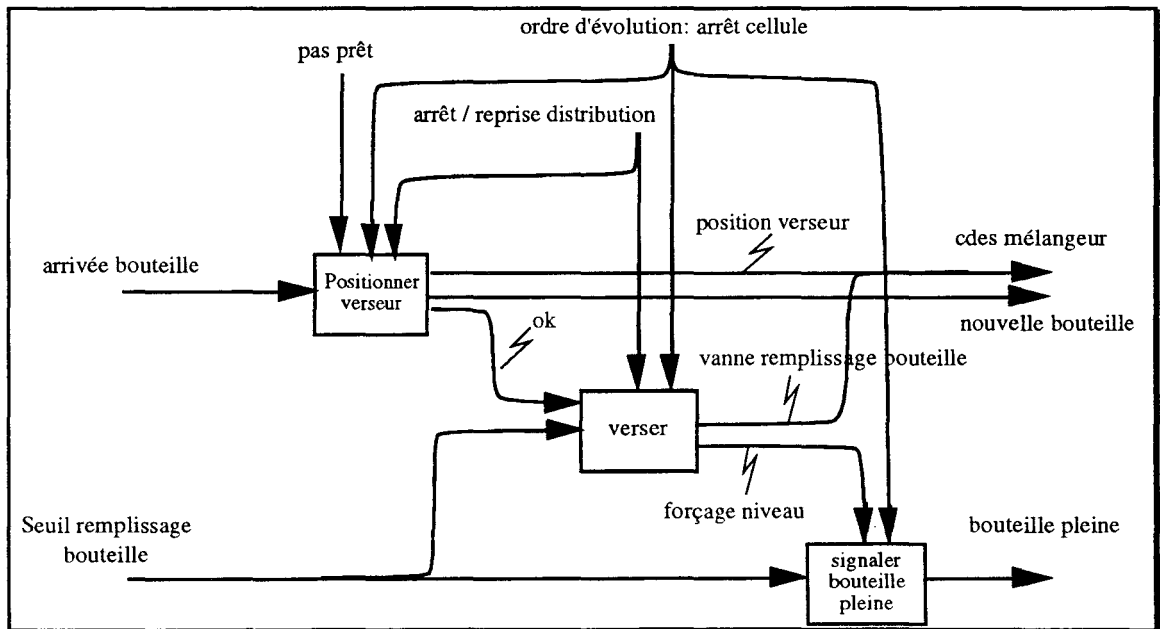 ordre d'évolution: arrêt cellule
pas prêt
arrêt / reprise distribution
position verseur
cdes mélangeur
arrivée bouteille
Positionner
verseur
nouvelle bouteille
ok
vanne remplissage bouteille
verser
forçage niveau
Seuil remplissage
bouteille
bouteille pleine
signaler
bouteille
pleine